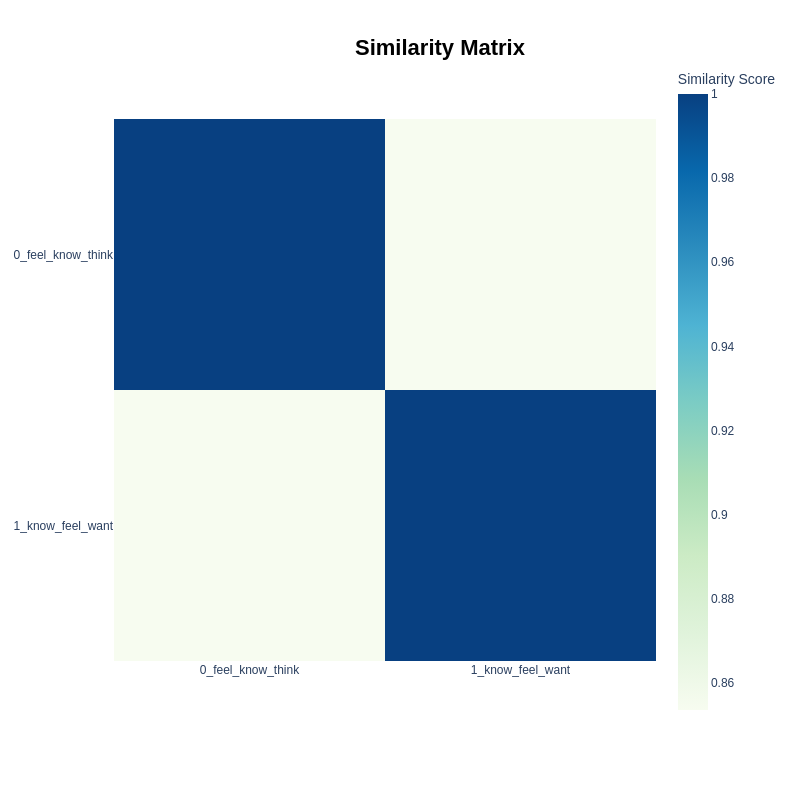 Similarity Matrix
Similarity Score
1
0.98
0.96
0.94
0.92
0.9
0.88
0.86
0_feel_know_think
1_know_feel_want
0_feel_know_think
1_know_feel_want